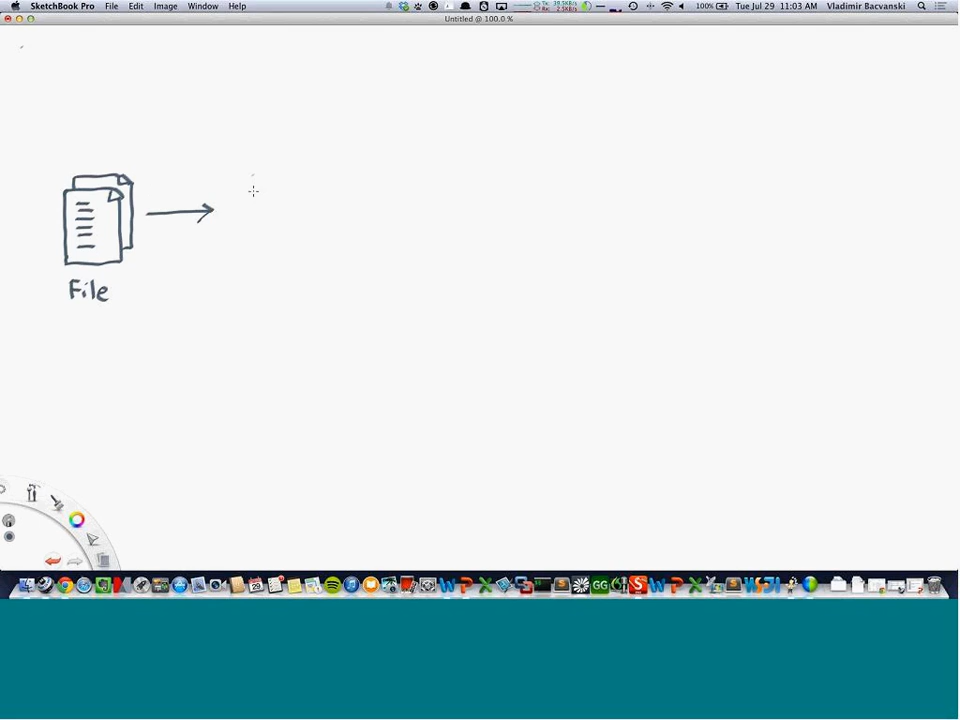 SketchBook Pro File Edit Image Window Help 100% Tue Jul 29 11:03 AM Vladimir Bacvanski
Untitled @ 100.0 %
File